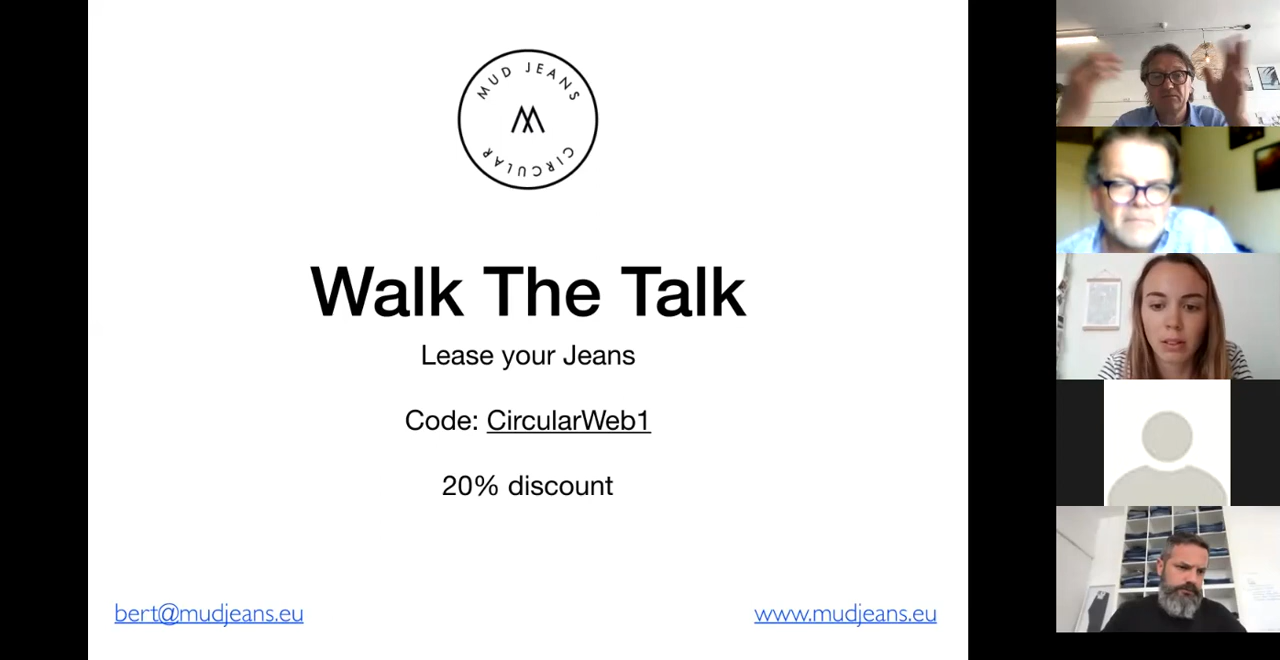 MUD JEANS
CIRCULAR
Walk The Talk
Lease your Jeans
Code: CircularWeb1
20% discount
bert@mudjeans.eu
www.mudjeans.eu